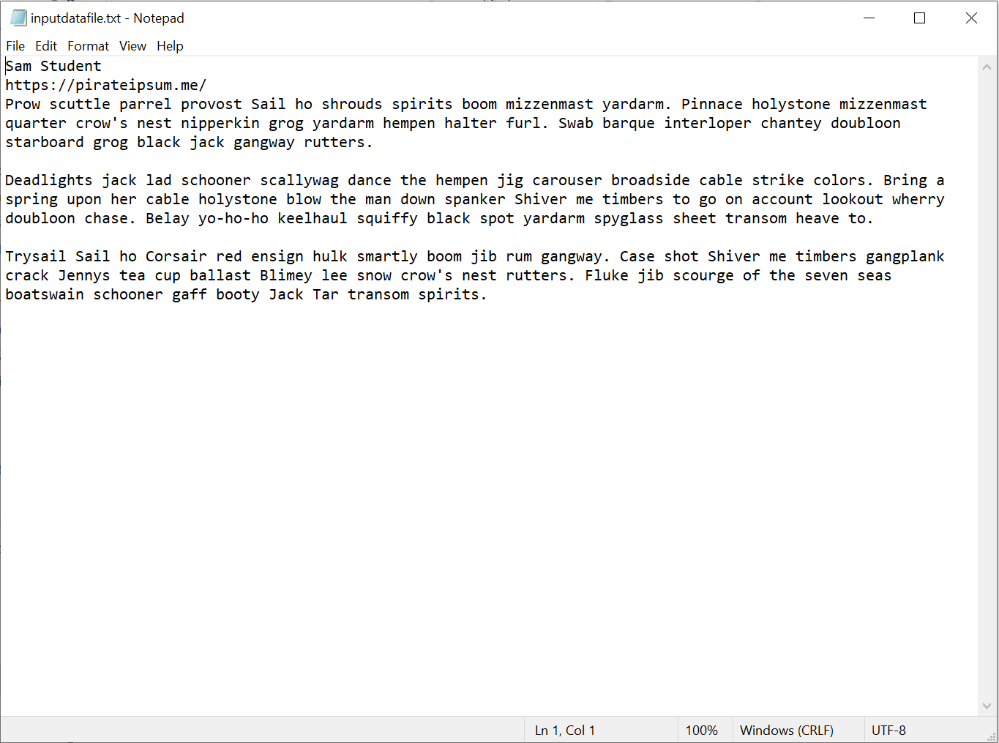 inputdatafile.txt - Notepad
File Edit Format View Help
Sam Student
https://pirateipsum.me/
Prow scuttle parrel provost Sail ho shrouds spirits boom mizzenmast yardarm. Pinnace holystone mizzenmast
quarter crow's nest nipperkin grog yardarm hempen halter furl. Swab barque interloper chantey doubloon
starboard grog black jack gangway rutters.
Deadlights jack lad schooner scallywag dance the hempen jig carouser broadside cable strike colors. Bring a
spring upon her cable holystone blow the man down spanker Shiver me timbers to go on account lookout wherry
doubloon chase. Belay yo-ho-ho keelhaul squiffy black spot yardarm spyglass sheet transom heave to.
Trysail Sail ho Corsair red ensign hulk smartly boom jib rum gangway. Case shot Shiver me timbers gangplank
crack Jennys tea cup ballast Blimey lee snow crow's nest rutters. Fluke jib scourge of the seven seas
boatswain schooner gaff booty Jack Tar transom spirits.
Ln 1, Col 1 100% Windows (CRLF) UTF-8